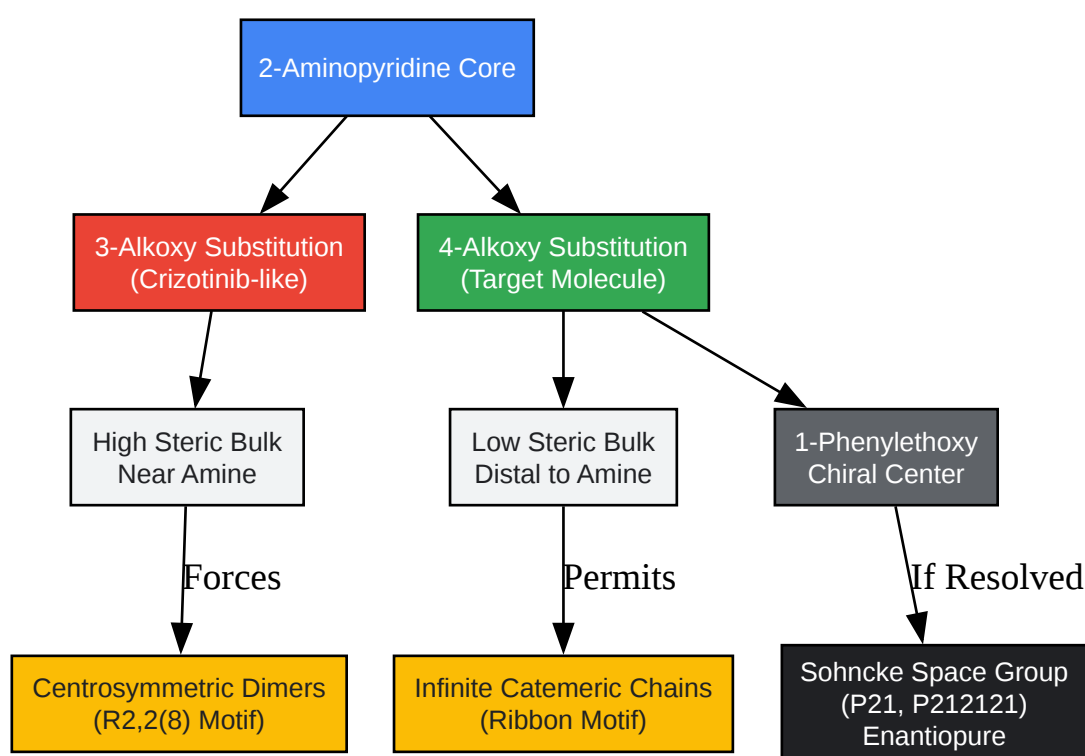 2-Aminopyridine Core
3-Alkoxy Substitution
(Crizotinib-like)
4-Alkoxy Substitution
(Target Molecule)
High Steric Bulk
Near Amine
Low Steric Bulk
Distal to Amine
1-Phenylethoxy
Chiral Center
Forces
Permits
If Resolved
Centrosymmetric Dimers
(R2,2(8) Motif)
Infinite Catemeric Chains
(Ribbon Motif)
Sohncke Space Group
(P21, P212121)
Enantiopure